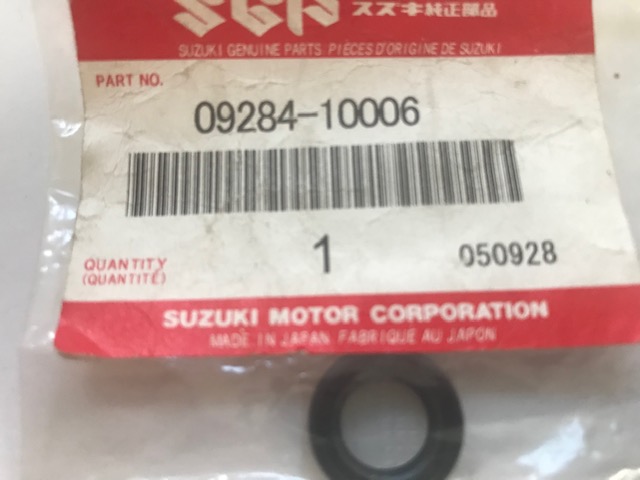 SGP スズキ純正部品
SUZUKI GENUINE PARTS/PIÈCES D'ORIGINE DE SUZUKI
PART NO.
09284-10006
QUANTITY
(QUANTITÉ)
1
050928
SUZUKI MOTOR CORPORATION
MADE IN JAPAN FABRIQUE AU JAPON